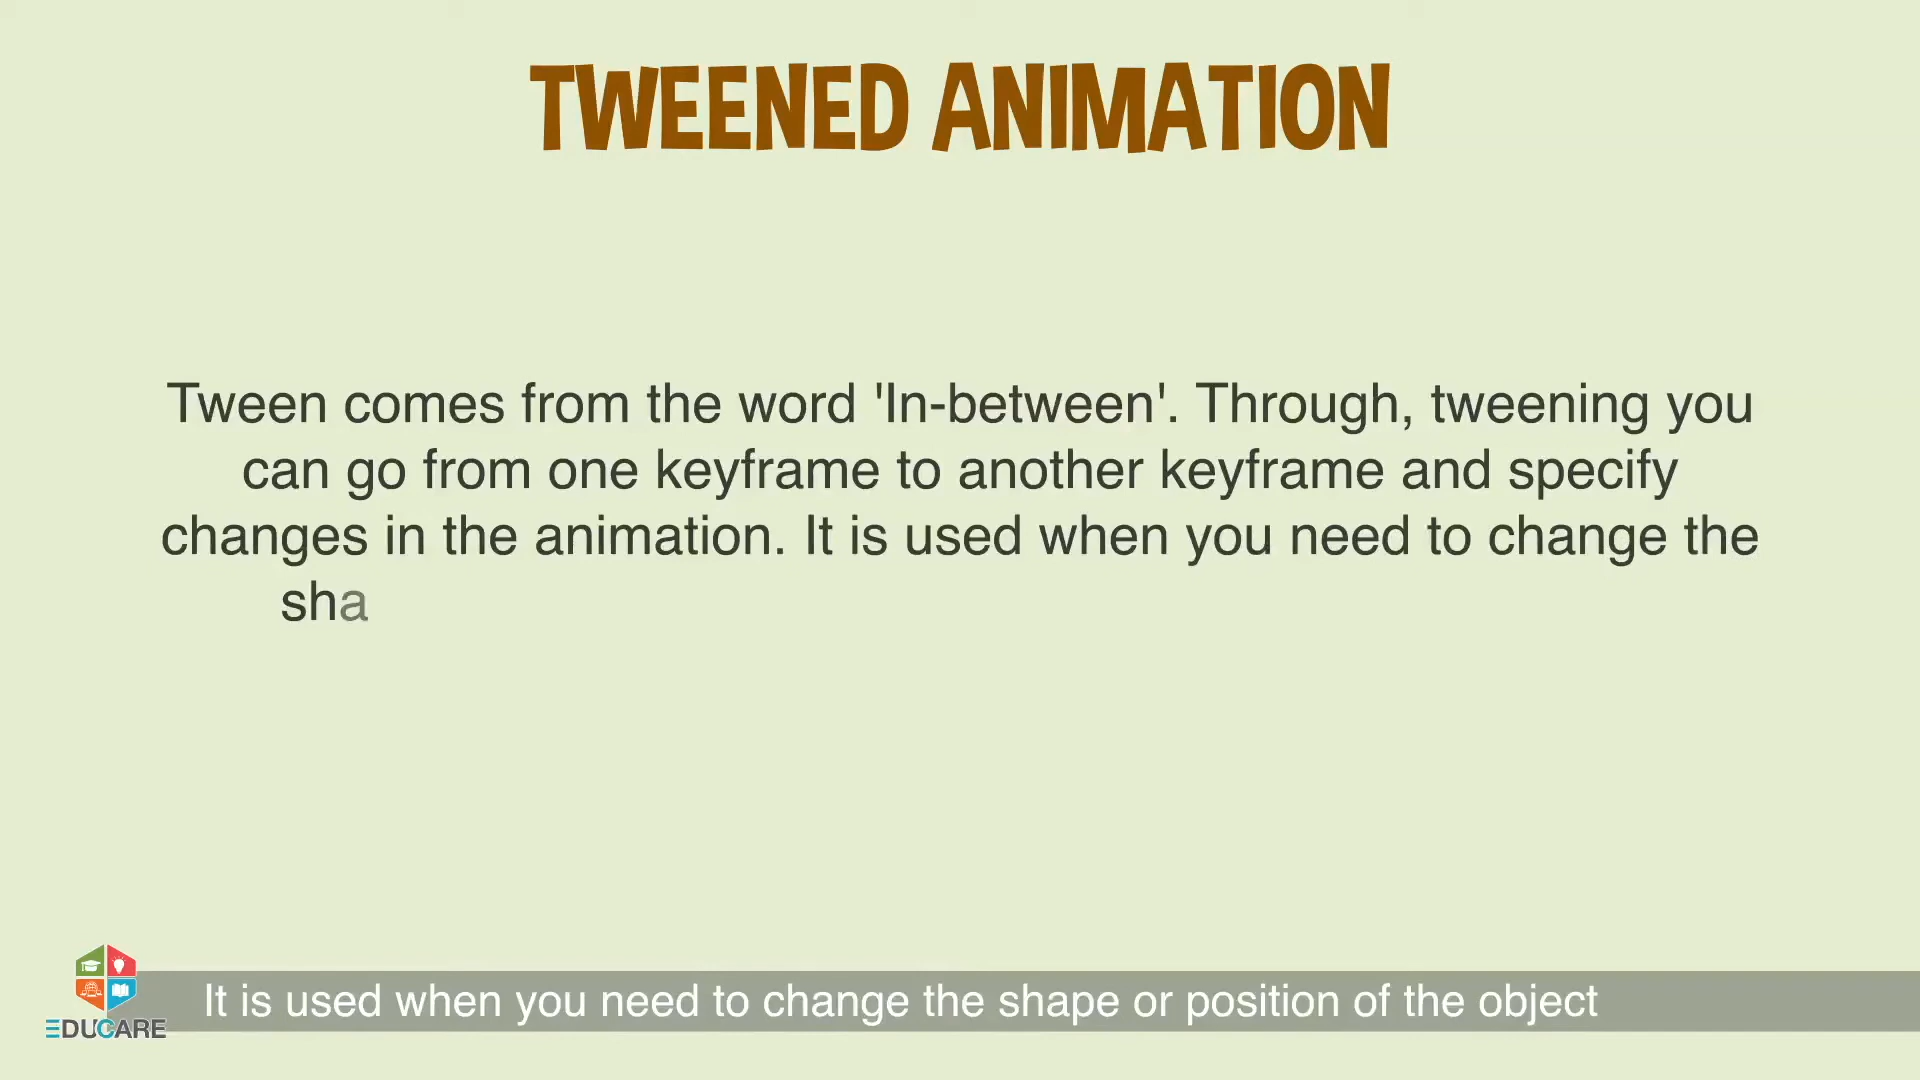 TWEENED ANIMATION
Tween comes from the word 'In-between'. Through, tweening you
can go from one keyframe to another keyframe and specify
changes in the animation. It is used when you need to change the
sha
It is used when you need to change the shape or position of the object
EDUCARE